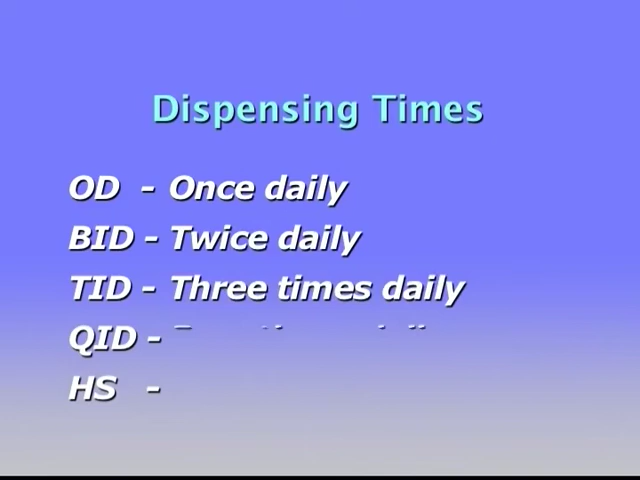 Dispensing Times
OD - Once daily
BID - Twice daily
TID - Three times daily
QID -
HS -